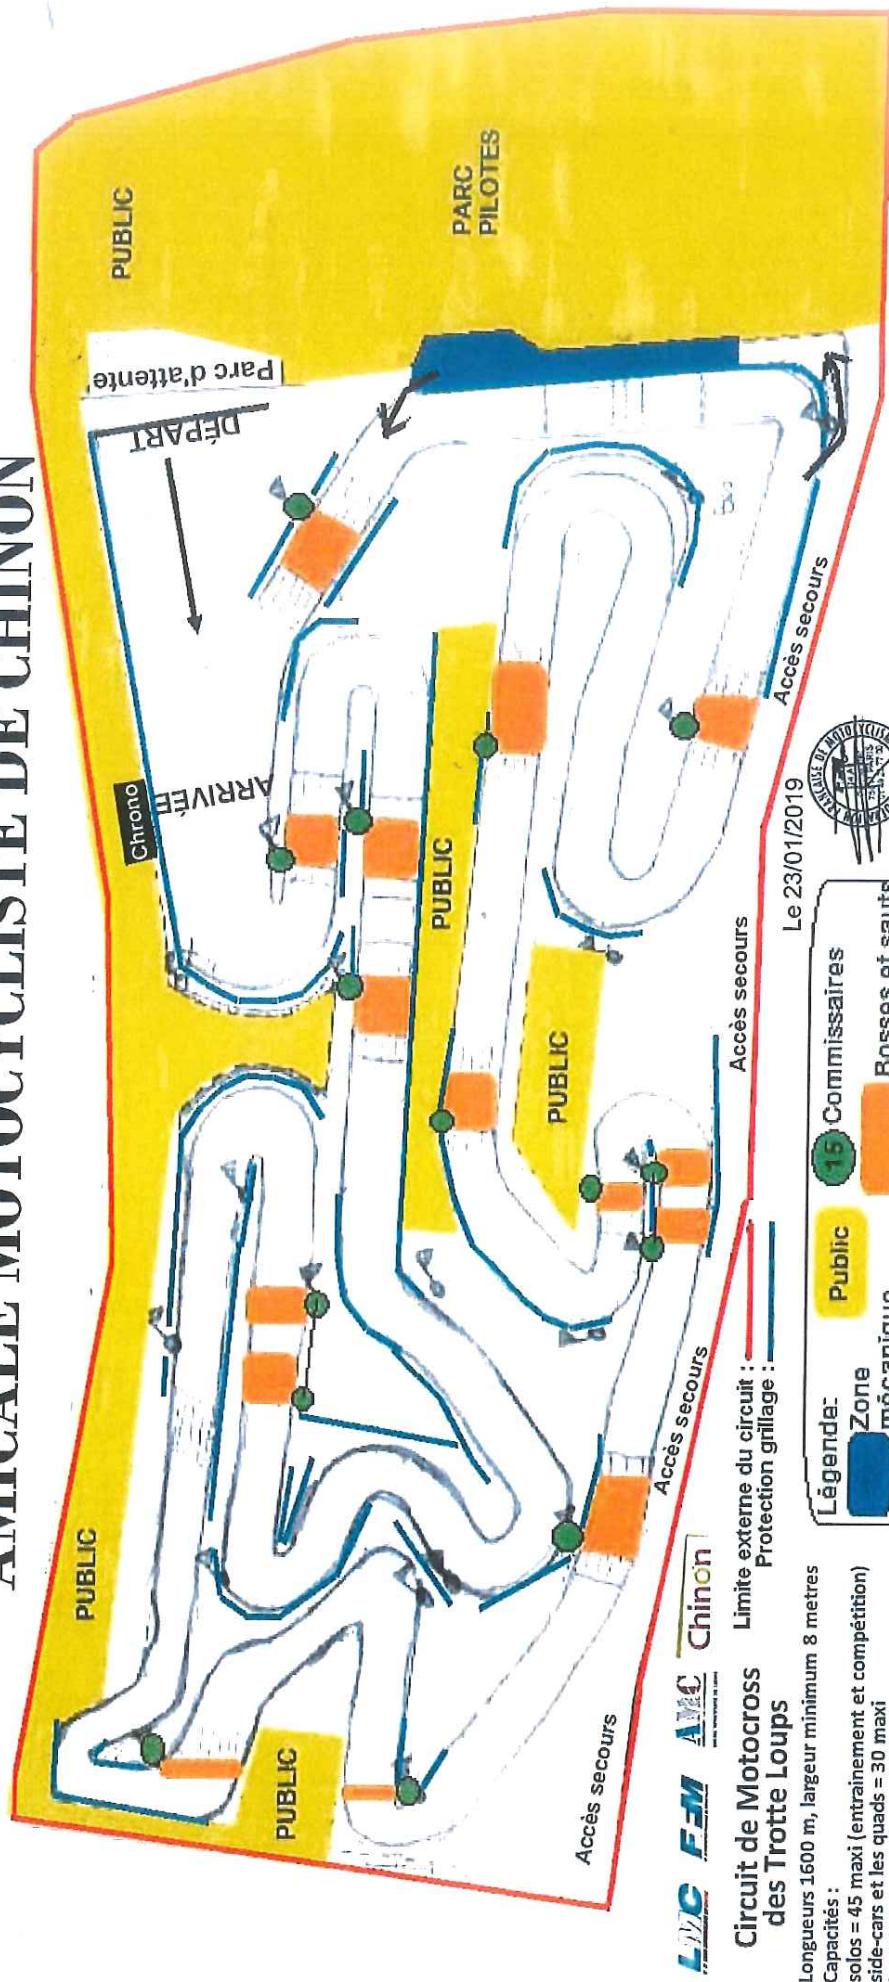 AMICALE MOTOCYCLISTE DE CHINON
PUBLIC
PUBLIC
PARC
PILOTES
Parc d'attente
DÉPART
Chrono
ARRIVÉE
PUBLIC
PUBLIC
PUBLIC
Accès secours
Accès secours
Accès secours
Accès secours
LMC FFM AMC Chinon
Circuit de Motocross
des Trotte Loups
Longueurs 1600 m, largeur minimum 8 metres
Capacités :
solos = 45 maxi (entrainement et compétition)
side-cars et les quads = 30 maxi
Limite externe du circuit :
Protection grillage :
Le 23/01/2019
Légende:
Public
15 Commissaires
Zone
mécanique
Bosses et sauts